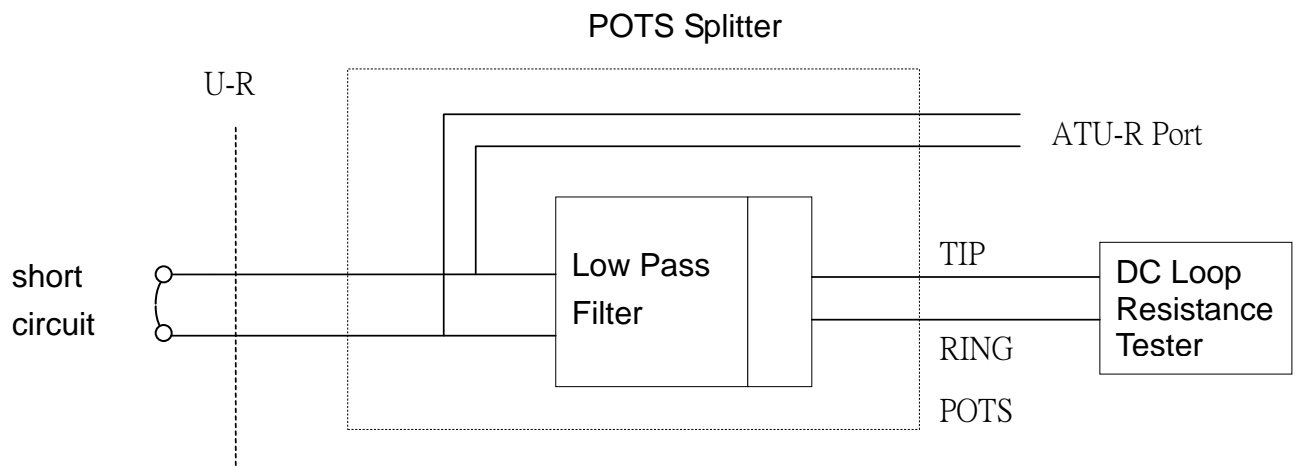 POTS Splitter
U-R
ATU-R Port
short
circuit
Low Pass
Filter
TIP
RING
POTS
DC Loop
Resistance
Tester